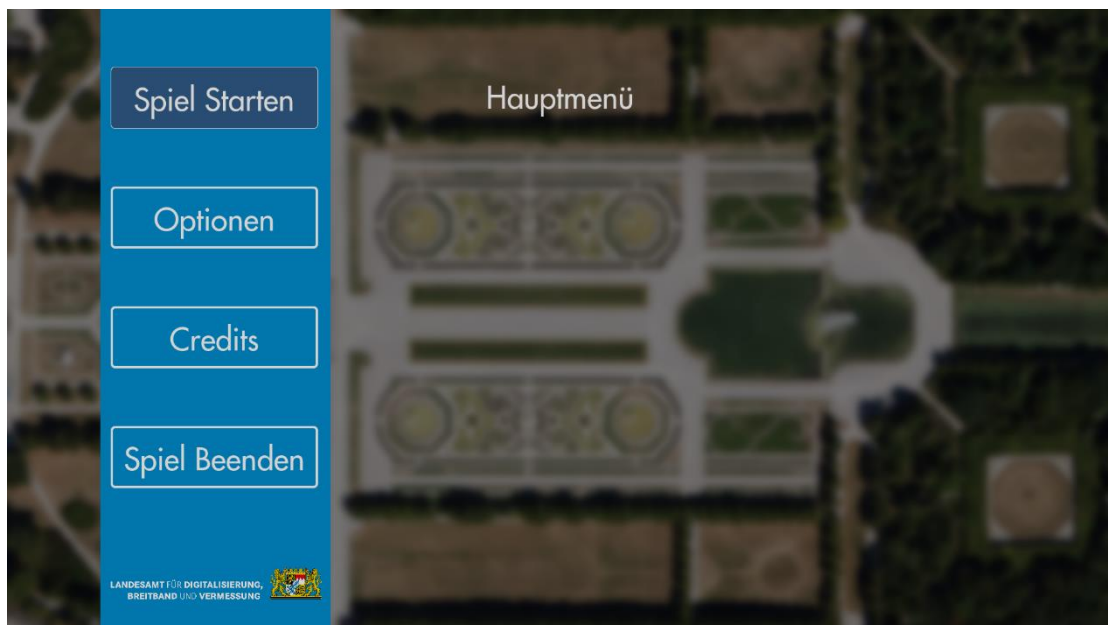 Spiel Starten
Hauptmenü
Optionen
Credits
Spiel Beenden
LANDESAMT FÜR DIGITALISIERUNG,
BREITBAND UND VERMESSUNG